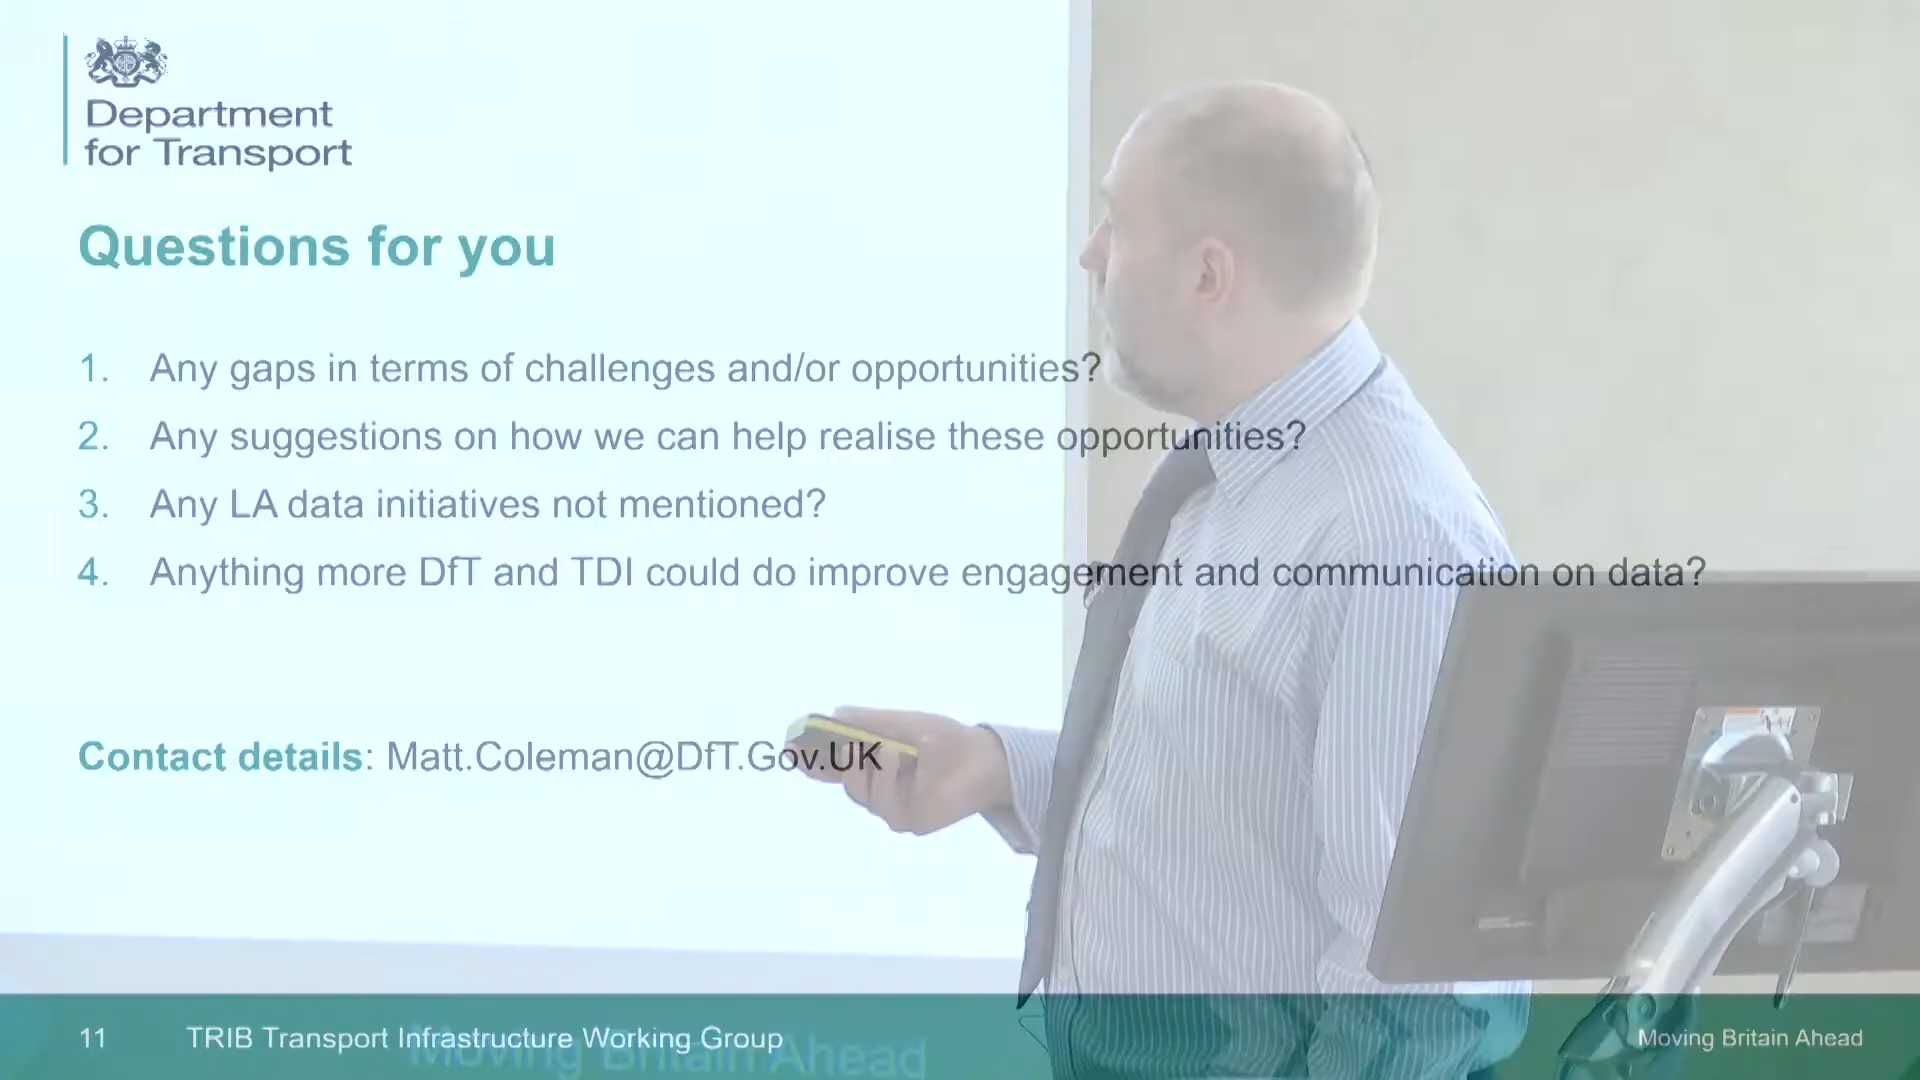 Department
for Transport
Questions for you
1. Any gaps in terms of challenges and/or opportunities?
2. Any suggestions on how we can help realise these opportunities?
3. Any LA data initiatives not mentioned?
4. Anything more DfT and TDI could do improve engagement and communication on data?
Contact details: Matt.Coleman@DfT.Gov.UK
11 TRIB Transport Infrastructure Working Group Moving Britain Ahead
Moving Britain Ahead